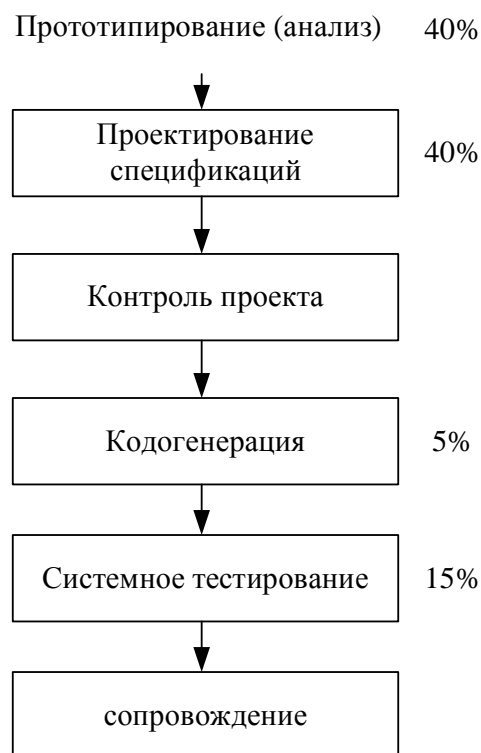 Прототипирование (анализ) 40%
Проектирование 40%
спецификаций
Контроль проекта
Кодогенерация 5%
Системное тестирование 15%
сопровождение